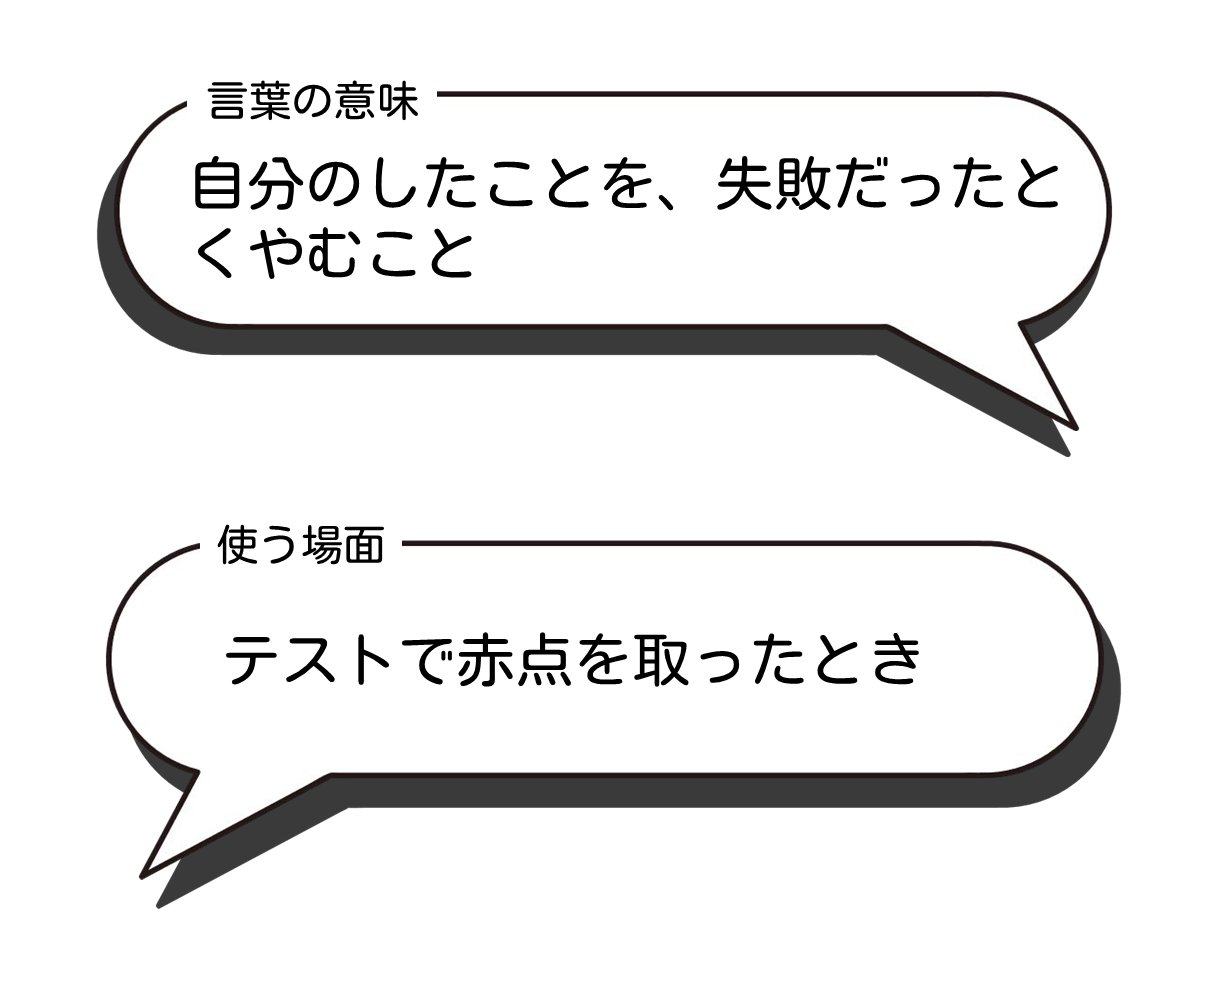 言葉の意味
自分のしたことを、失敗だったと
くやむこと
使う場面
テストで赤点を取ったとき